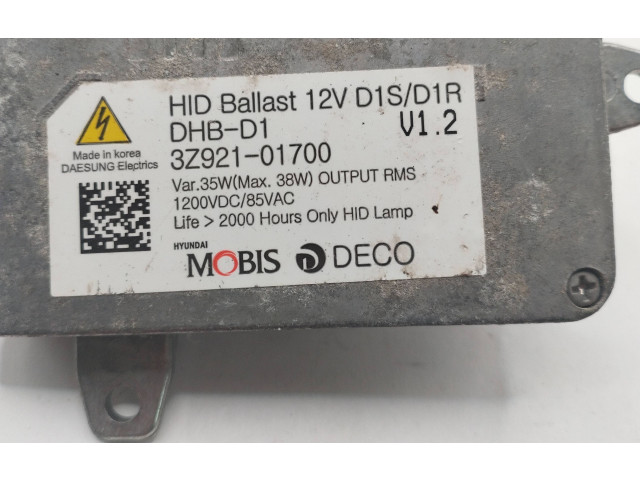 HID Ballast 12V D1S/D1R
DHB-D1 V1.2
3Z921-01700
Made in korea
DAESUNG Electrics
Var.35W(Max. 38W) OUTPUT RMS
1200VDC/85VAC
Life > 2000 Hours Only HID Lamp
HYUNDAI
MOBIS DECO